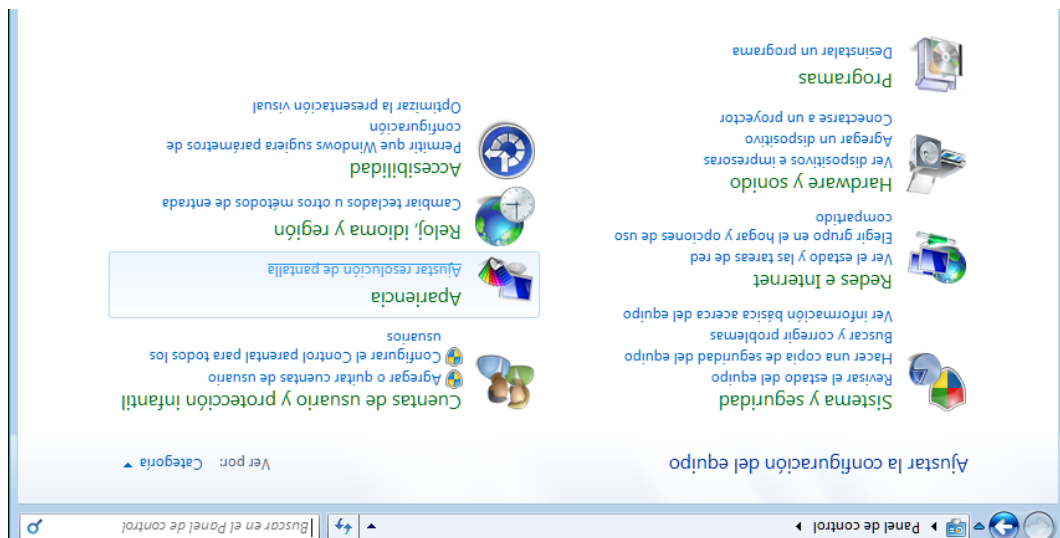 Panel de control
Buscar en el Panel de control
Ajustar la configuración del equipo
Ver por:
Categoría
Sistema y seguridad
Revisar el estado del equipo
Hacer una copia de seguridad del equipo
Buscar y corregir problemas
Ver información básica acerca del equipo
Redes e Internet
Ver el estado y las tareas de red
Elegir grupo en el hogar y opciones de uso
compartido
Hardware y sonido
Ver dispositivos e impresoras
Agregar un dispositivo
Conectarse a un proyector
Programas
Desinstalar un programa
Cuentas de usuario y protección infantil
Agregar o quitar cuentas de usuario
Configurar el Control parental para todos los
usuarios
Apariencia
Ajustar resolución de pantalla
Reloj, idioma y región
Cambiar teclados u otros métodos de entrada
Accesibilidad
Permitir que Windows sugiera parámetros de
configuración
Optimizar la presentación visual